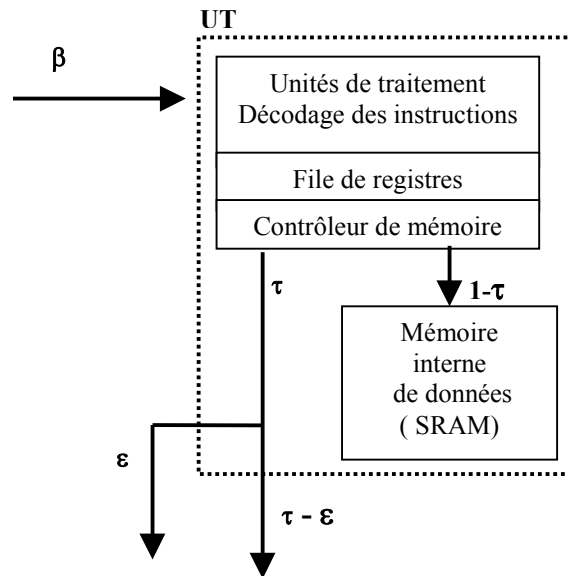 UT
β
Unités de traitement
Décodage des instructions
File de registres
Contrôleur de mémoire
τ
1-τ
Mémoire
interne
de données
( SRAM)
ε
τ - ε